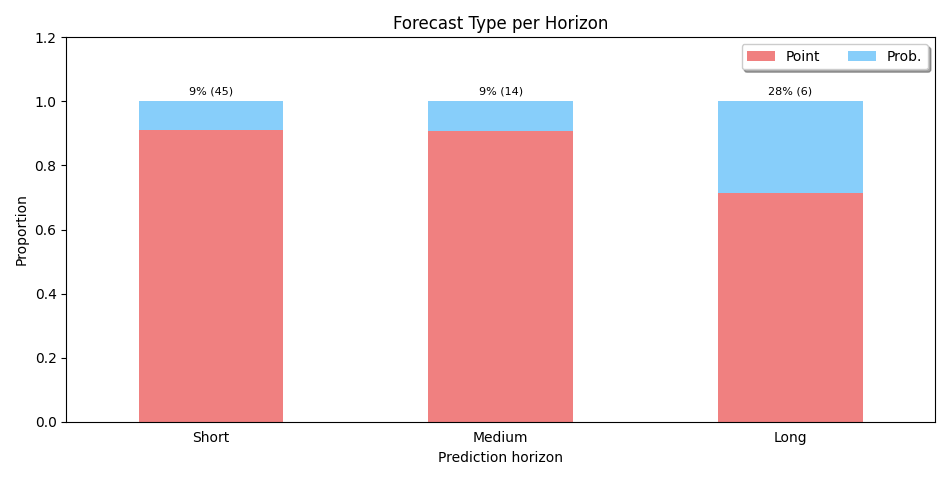 Forecast Type per Horizon
Point
Prob.
Proportion
1.2
1.0
0.8
0.6
0.4
0.2
0.0
9% (45)
9% (14)
28% (6)
Short
Medium
Long
Prediction horizon